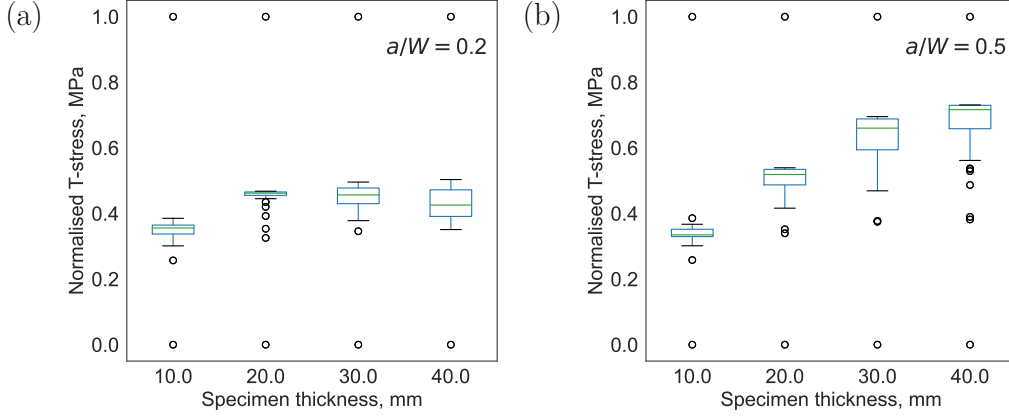 (a)
Normalised T-stress, MPa
1.0
0.8
0.6
0.4
0.2
0.0
a/W = 0.2
10.0 20.0 30.0 40.0
Specimen thickness, mm
(b)
Normalised T-stress, MPa
1.0
0.8
0.6
0.4
0.2
0.0
a/W = 0.5
10.0 20.0 30.0 40.0
Specimen thickness, mm